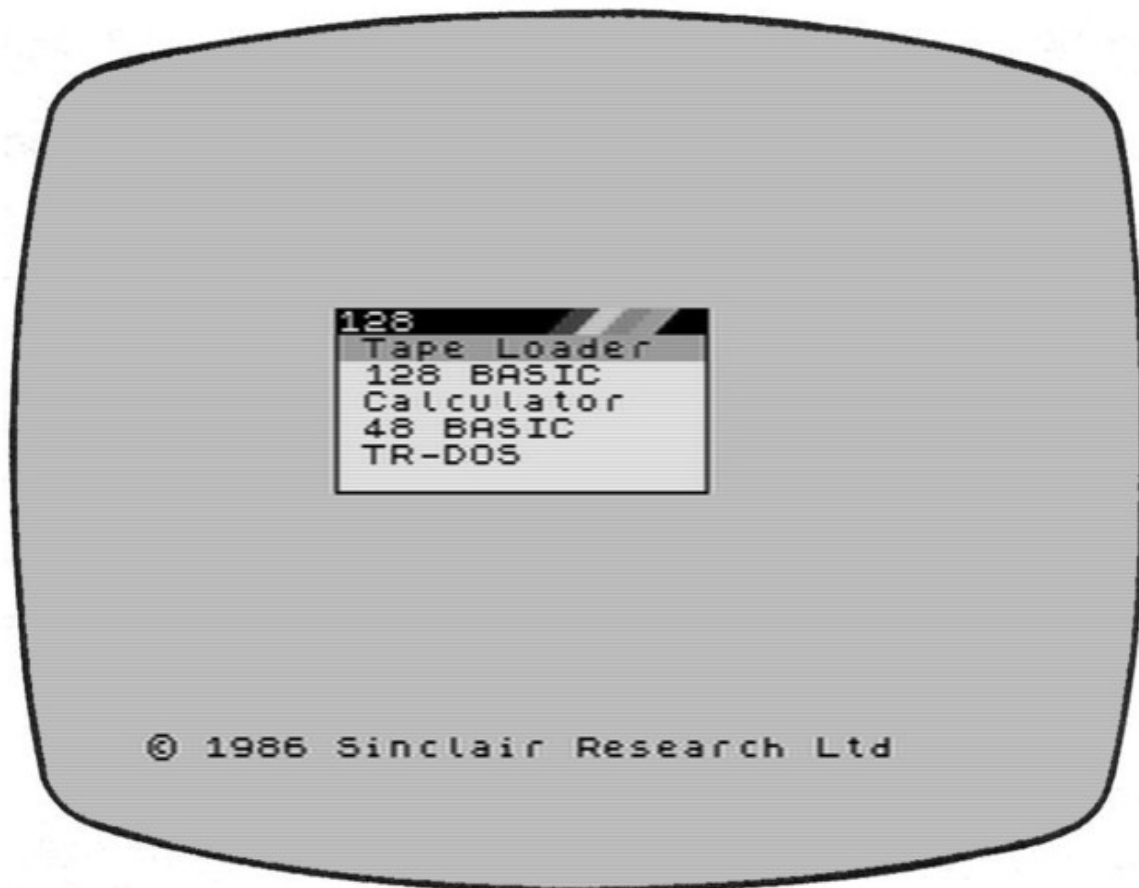 128
Tape Loader
128 BASIC
Calculator
48 BASIC
TR-DOS
© 1986 Sinclair Research Ltd